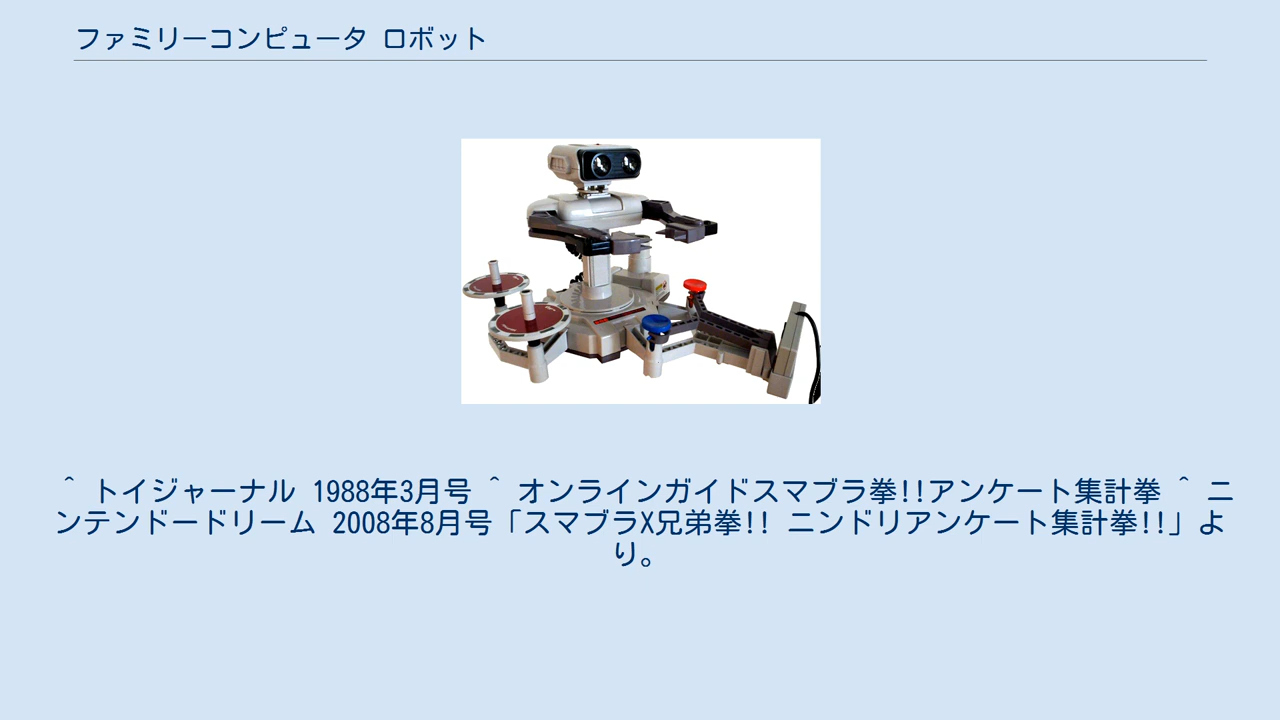 ファミリーコンピュータ ロボット
^ トイジャーナル 1988年3月号 ^ オンラインガイドスマブラ拳!!アンケート集計拳 ^ ニ
ンテンドードリーム 2008年8月号「スマブラX兄弟拳!! ニンドリアンケート集計拳!!」よ
り。